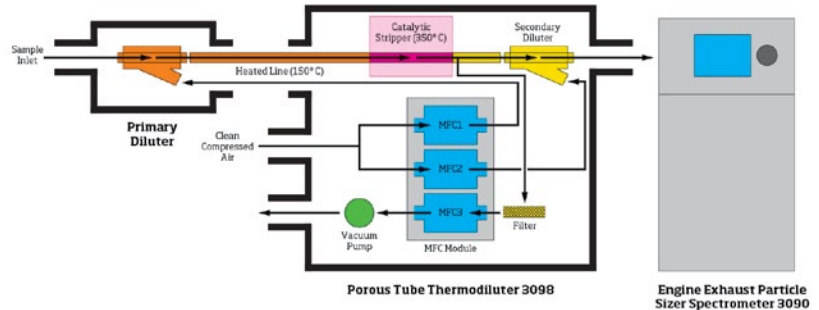 Catalytic
Stripper (350°C)
Secondary
Diluter
Sample
Inlet
Heated Line (150°C)
Primary
Diluter
Clean
Compressed
Air
MFC1
MFC2
MFC3
Vacuum
Pump
MFC Module
Filter
Porous Tube Thermodiluter 3098
Engine Exhaust Particle
Sizer Spectrometer 3090